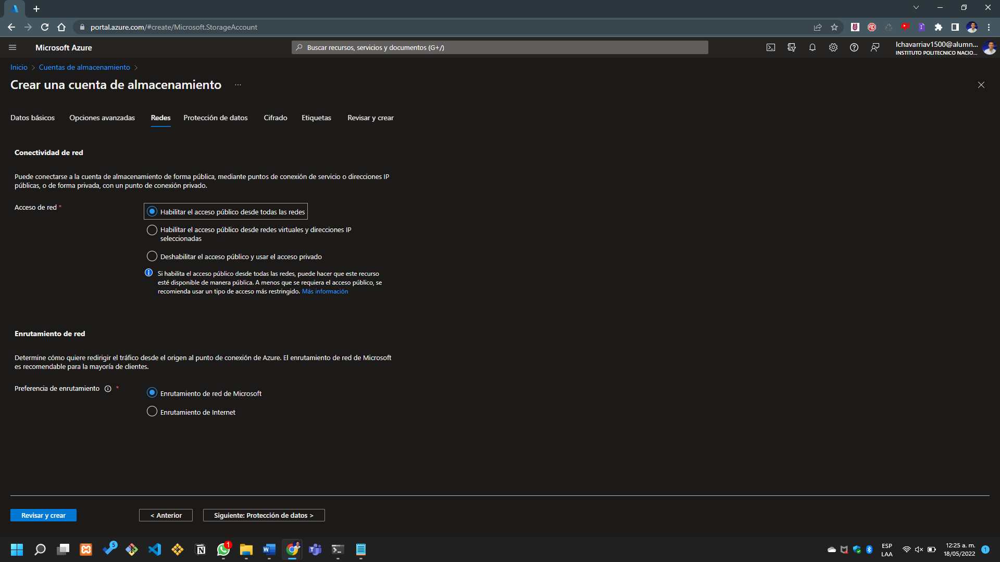 portal.azure.com/#create/Microsoft.StorageAccount
Microsoft Azure
Buscar recursos, servicios y documentos (G+/)
lchavarriav1500@alumn...
INSTITUTO POLITECNICO NACIO...
Inicio > Cuentas de almacenamiento >
Crear una cuenta de almacenamiento ...
Datos básicos Opciones avanzadas Redes Protección de datos Cifrado Etiquetas Revisar y crear
Conectividad de red
Puede conectarse a la cuenta de almacenamiento de forma pública, mediante puntos de conexión de servicio o direcciones IP
públicas, o de forma privada, con un punto de conexión privado.
Acceso de red *
Habilitar el acceso público desde todas las redes
Habilitar el acceso público desde redes virtuales y direcciones IP
seleccionadas
Deshabilitar el acceso público y usar el acceso privado
Si habilita el acceso público desde todas las redes, puede hacer que este recurso
esté disponible de manera pública. A menos que se requiera el acceso público, se
recomienda usar un tipo de acceso más restringido. Más información
Enrutamiento de red
Determine cómo quiere redirigir el tráfico desde el origen al punto de conexión de Azure. El enrutamiento de red de Microsoft
es recomendable para la mayoría de clientes.
Preferencia de enrutamiento *
Enrutamiento de red de Microsoft
Enrutamiento de Internet
Revisar y crear
< Anterior
Siguiente: Protección de datos >
5
1
ESP
LAA
12:25 a. m.
18/05/2022
1